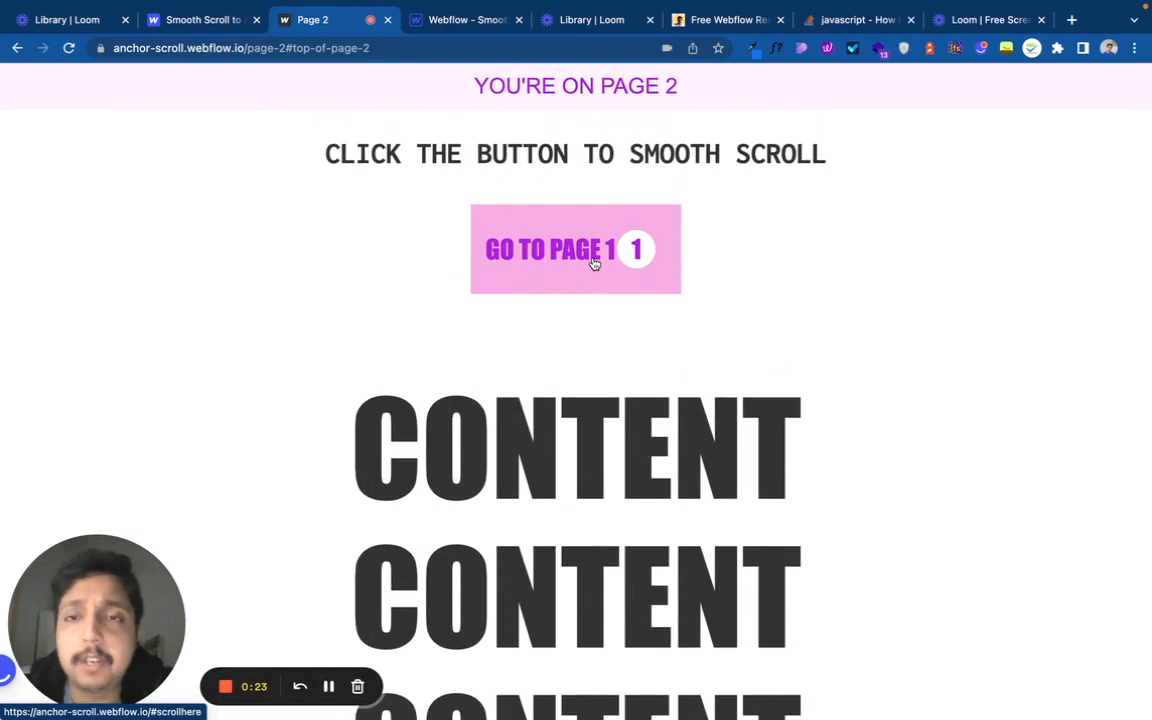 Library | Loom
Smooth Scroll to
Page 2
Webflow - Smoo
Library | Loom
Free Webflow Re
javascript - How
Loom | Free Scre
anchor-scroll.webflow.io/page-2#top-of-page-2
13
YOU'RE ON PAGE 2
CLICK THE BUTTON TO SMOOTH SCROLL
GO TO PAGE 1 1
CONTENT
CONTENT
0:23
https://anchor-scroll.webflow.io/#scrollhere